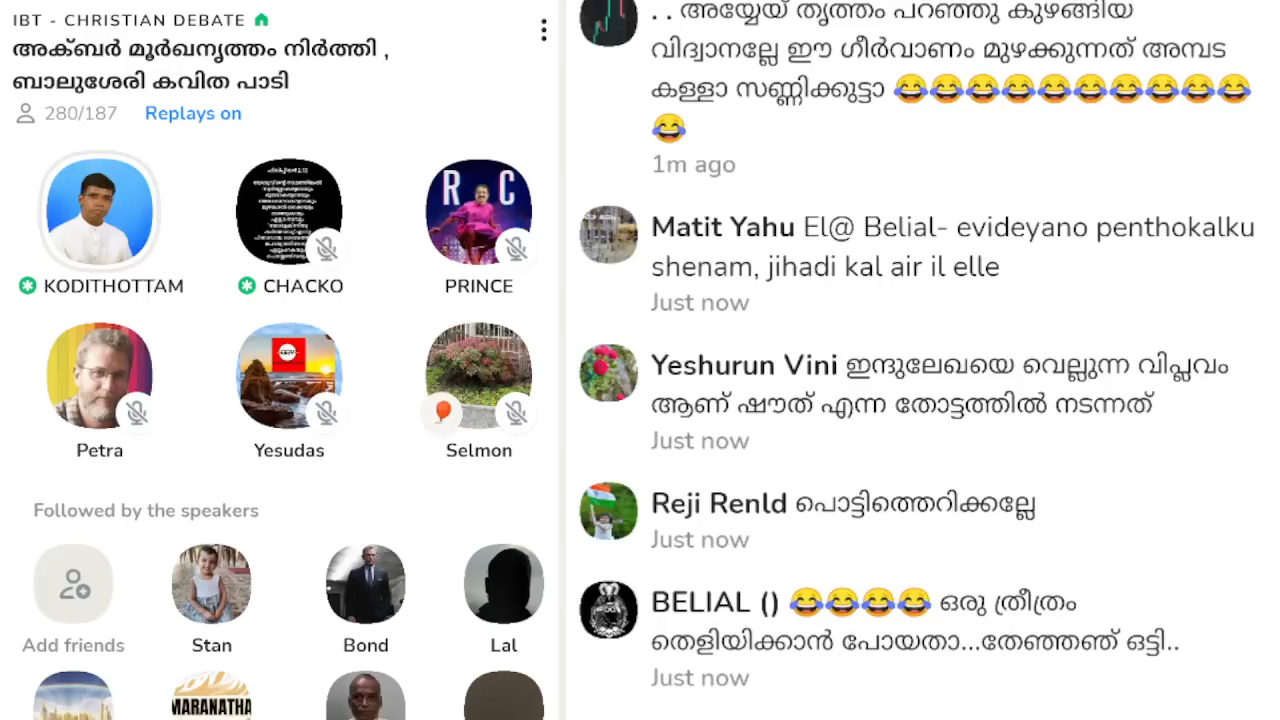 IBT - CHRISTIAN DEBATE
അക്ബർ മൂർഖനൃത്തം നിർത്തി ,
ബാലുശേരി കവിത പാടി
280/187 Replays on
R C
KODITHOTTAM CHACKO PRINCE
Petra Yesudas Selmon
Followed by the speakers
Add friends Stan Bond Lal
MARANATHA
. . അയ്യേയ് തൃത്തം പറഞ്ഞു കുഴങ്ങിയ
വിദ്വാനല്ലേ ഈ ഗീർവാണം മുഴക്കുന്നത് അമ്പട
കള്ളാ സണ്ണിക്കുട്ടാ 😂😂😂😂😂😂😂😂😂😂
😂
1m ago
Matit Yahu El@ Belial- evideyano penthokalku
shenam, jihadi kal air il elle
Just now
Yeshurun Vini ഇന്ദുലേഖയെ വെല്ലുന്ന വിപ്ലവം
ആണ് ഷൗത് എന്ന തോട്ടത്തിൽ നടന്നത്
Just now
Reji Renld പൊട്ടിത്തെറിക്കല്ലേ
Just now
BELIAL () 😂😂😂😂 ഒരു ത്രീത്രം
തെളിയിക്കാൻ പോയതാ...തേഞ്ഞഞ് ഒട്ടി..
Just now